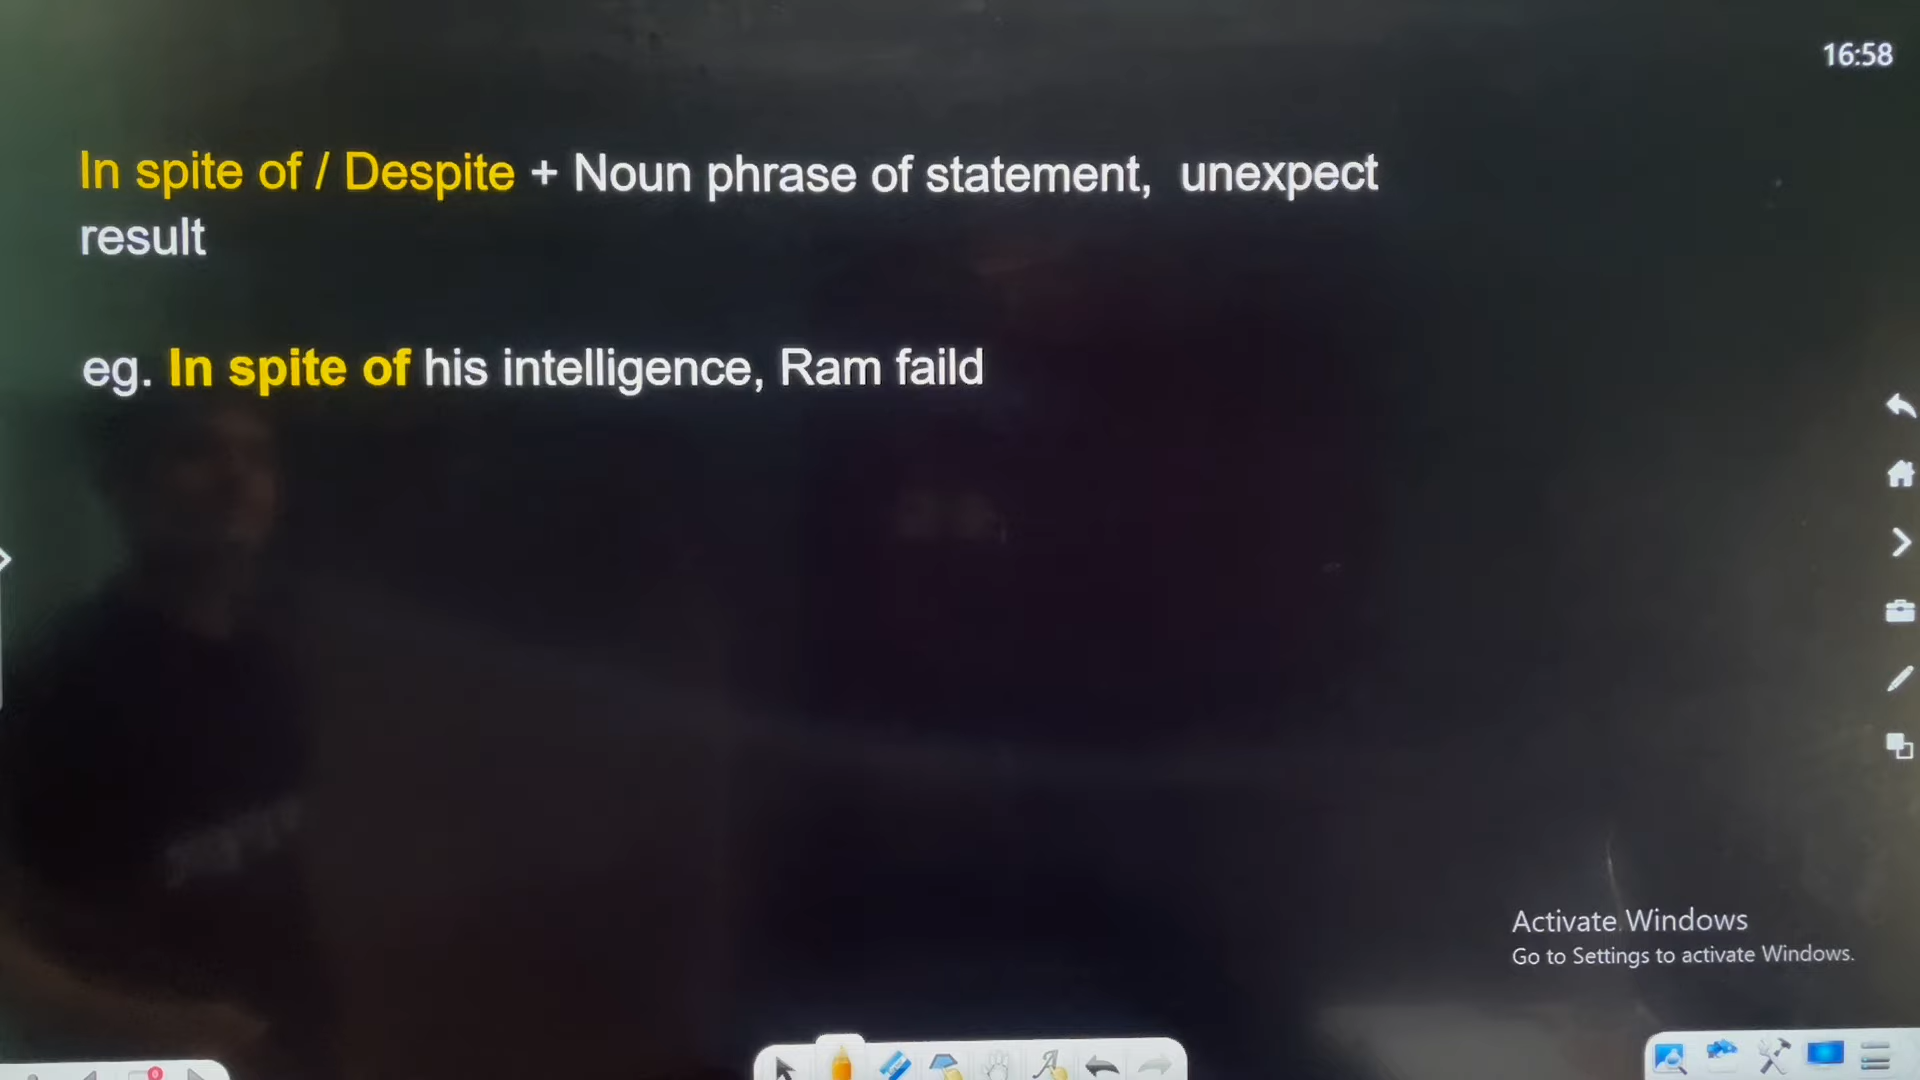 16:58
In spite of / Despite + Noun phrase of statement, unexpect
result
eg. In spite of his intelligence, Ram faild
Activate Windows
Go to Settings to activate Windows.